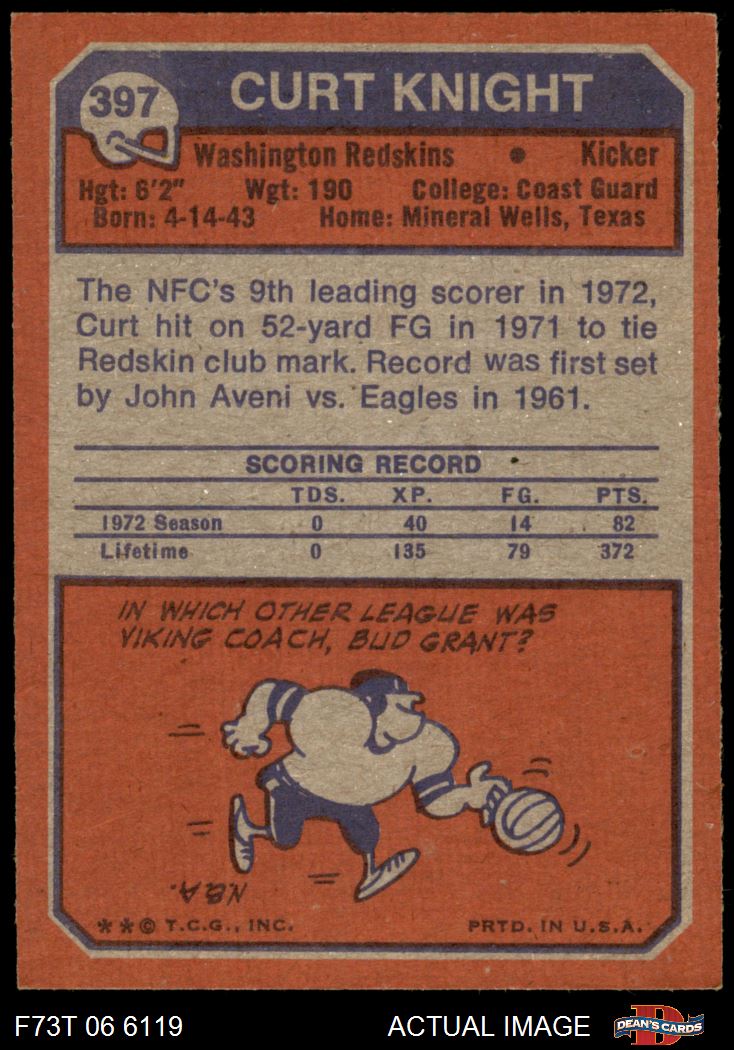 397
CURT KNIGHT
Washington Redskins • Kicker
Hgt: 6'2" Wgt: 190 College: Coast Guard
Born: 4-14-43 Home: Mineral Wells, Texas
The NFC's 9th leading scorer in 1972,
Curt hit on 52-yard FG in 1971 to tie
Redskin club mark. Record was first set
by John Aveni vs. Eagles in 1961.
SCORING RECORD
TDS. XP. FG. PTS.
1972 Season 0 40 14 82
Lifetime 0 135 79 372
IN WHICH OTHER LEAGUE WAS
VIKING COACH, BUD GRANT?
N.B.A.
**© T.C.G., INC. PRTD. IN U.S.A.
F73T 06 6119 ACTUAL IMAGE
D
DEAN'S CARDS